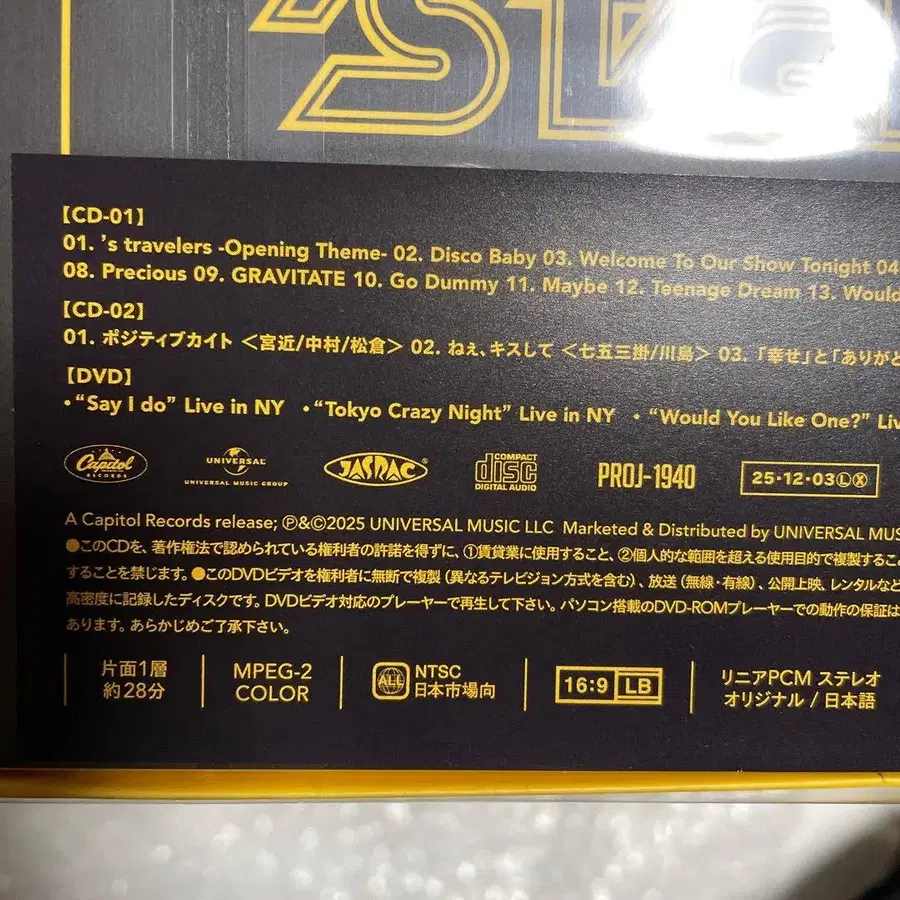 'ST
【CD-01】
01. 's travelers -Opening Theme- 02. Disco Baby 03. Welcome To Our Show Tonight 04
08. Precious 09. GRAVITATE 10. Go Dummy 11. Maybe 12. Teenage Dream 13. Would
【CD-02】
01. ポジティブカイト ＜宮近/中村/松倉＞ 02. ねぇ、キスして ＜七五三掛/川島＞ 03. 「幸せ」と「ありがと
【DVD】
・“Say I do” Live in NY ・“Tokyo Crazy Night” Live in NY ・“Would You Like One?” Liv
Capitol RECORDS UNIVERSAL UNIVERSAL MUSIC GROUP JASRAC COMPACT disc DIGITAL AUDIO PROJ-1940 25・12・03ⓁⓍ
A Capitol Records release; ℗&©2025 UNIVERSAL MUSIC LLC Marketed & Distributed by UNIVERSAL MUS
●このCDを、著作権法で認められている権利者の許諾を得ずに、①賃貸業に使用すること、②個人的な範囲を超える使用目的で複製すること
することを禁じます。●このDVDビデオを権利者に無断で複製（異なるテレビジョン方式を含む）、放送（無線・有線）、公開上映、レンタルなど
高密度に記録したディスクです。DVDビデオ対応のプレーヤーで再生して下さい。パソコン搭載のDVD-ROMプレーヤーでの動作の保証は
あります。あらかじめご了承下さい。
片面1層 MPEG-2 ALL NTSC 16:9 LB リニアPCM ステレオ
約28分 COLOR 日本市場向 オリジナル / 日本語